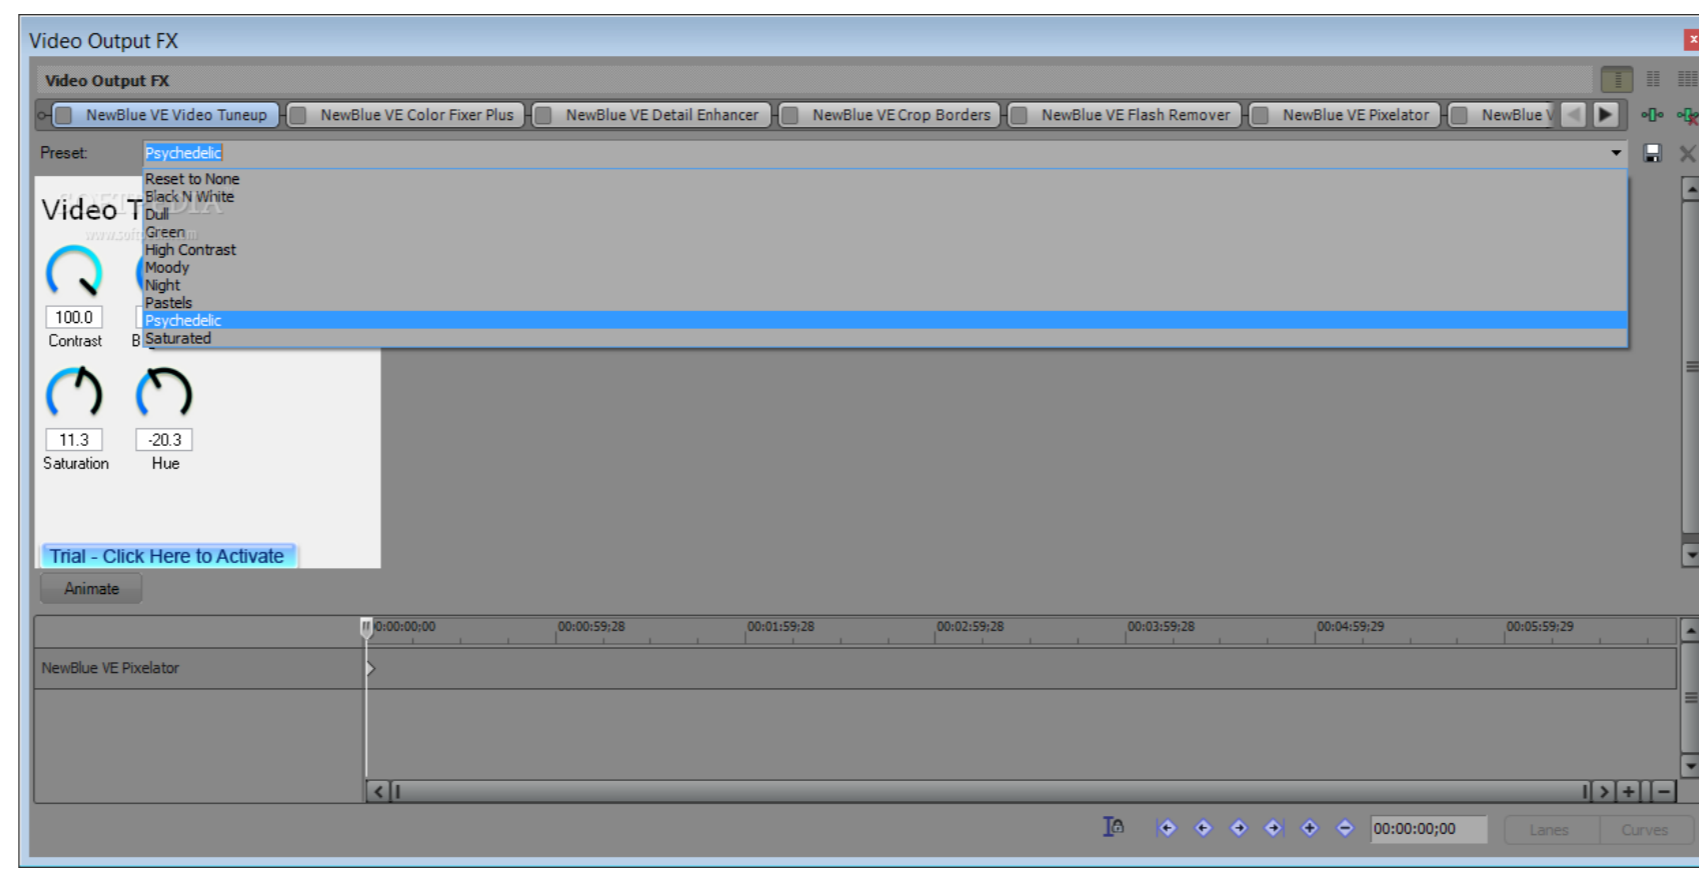 Video Output FX
Video Output FX
NewBlue VE Video Tuneup NewBlue VE Color Fixer Plus NewBlue VE Detail Enhancer NewBlue VE Crop Borders NewBlue VE Flash Remover NewBlue VE Pixelator NewBlue V
Preset: Psychedelic
Reset to None
Black N White
Video T
Dull
Green
High Contrast
Moody
Night
Pastels
100.0
Psychedelic
Contrast B
Saturated
11.3 -20.3
Saturation Hue
Trial - Click Here to Activate
Animate
0:00:00;00 00:00:59;28 00:01:59;28 00:02:59;28 00:03:59;28 00:04:59;29 00:05:59;29
NewBlue VE Pixelator
00:00:00;00 Lanes Curves